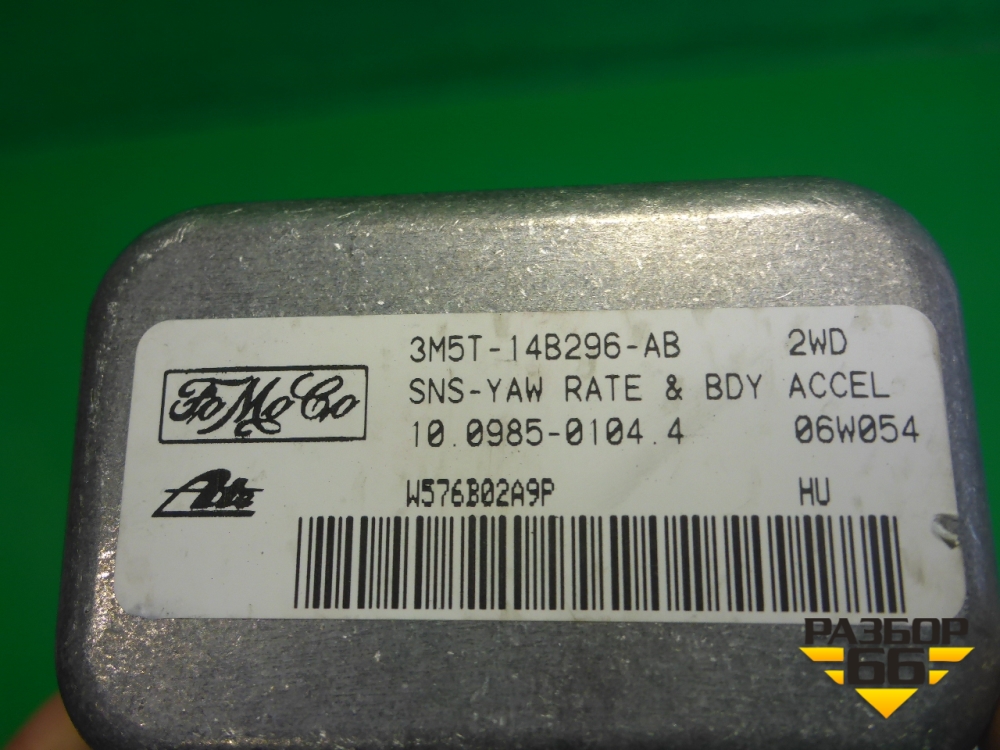 3M5T-14B296-AB 2WD
FoMoCo
SNS-YAW RATE & BDY ACCEL
10.0985-0104.4 06W054
Ate
W576B02A9P HU
РАЗБОР
66